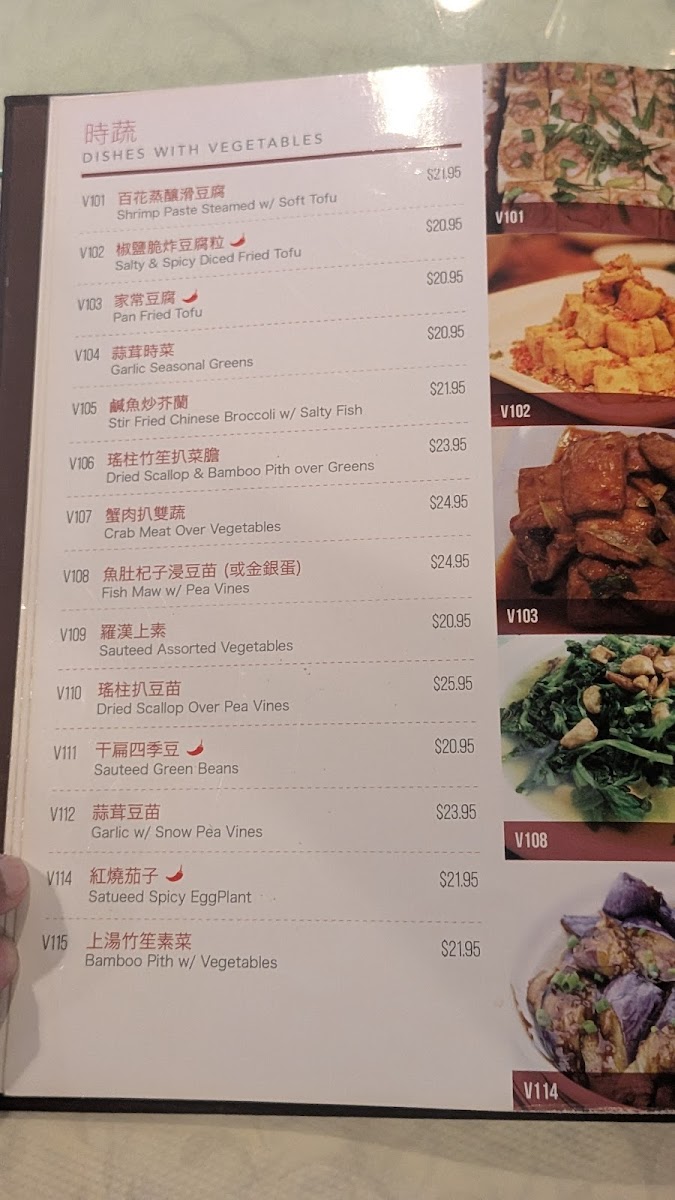 時蔬
DISHES WITH VEGETABLES
V101 百花蒸釀滑豆腐 $21.95
Shrimp Paste Steamed w/ Soft Tofu
V102 椒鹽脆炸豆腐粒 $20.95
Salty & Spicy Diced Fried Tofu
V103 家常豆腐 $20.95
Pan Fried Tofu
V104 蒜茸時菜 $20.95
Garlic Seasonal Greens
V105 鹹魚炒芥蘭 $21.95
Stir Fried Chinese Broccoli w/ Salty Fish
V106 瑤柱竹笙扒菜膽 $23.95
Dried Scallop & Bamboo Pith over Greens
V107 蟹肉扒雙蔬 $24.95
Crab Meat Over Vegetables
V108 魚肚杞子浸豆苗 (或金銀蛋) $24.95
Fish Maw w/ Pea Vines
V109 羅漢上素 $20.95
Sauteed Assorted Vegetables
V110 瑤柱扒豆苗 $25.95
Dried Scallop Over Pea Vines
V111 干扁四季豆 $20.95
Sauteed Green Beans
V112 蒜茸豆苗 $23.95
Garlic w/ Snow Pea Vines
V114 紅燒茄子 $21.95
Satueed Spicy EggPlant
V115 上湯竹笙素菜 $21.95
Bamboo Pith w/ Vegetables
V101
V102
V103
V108
V114